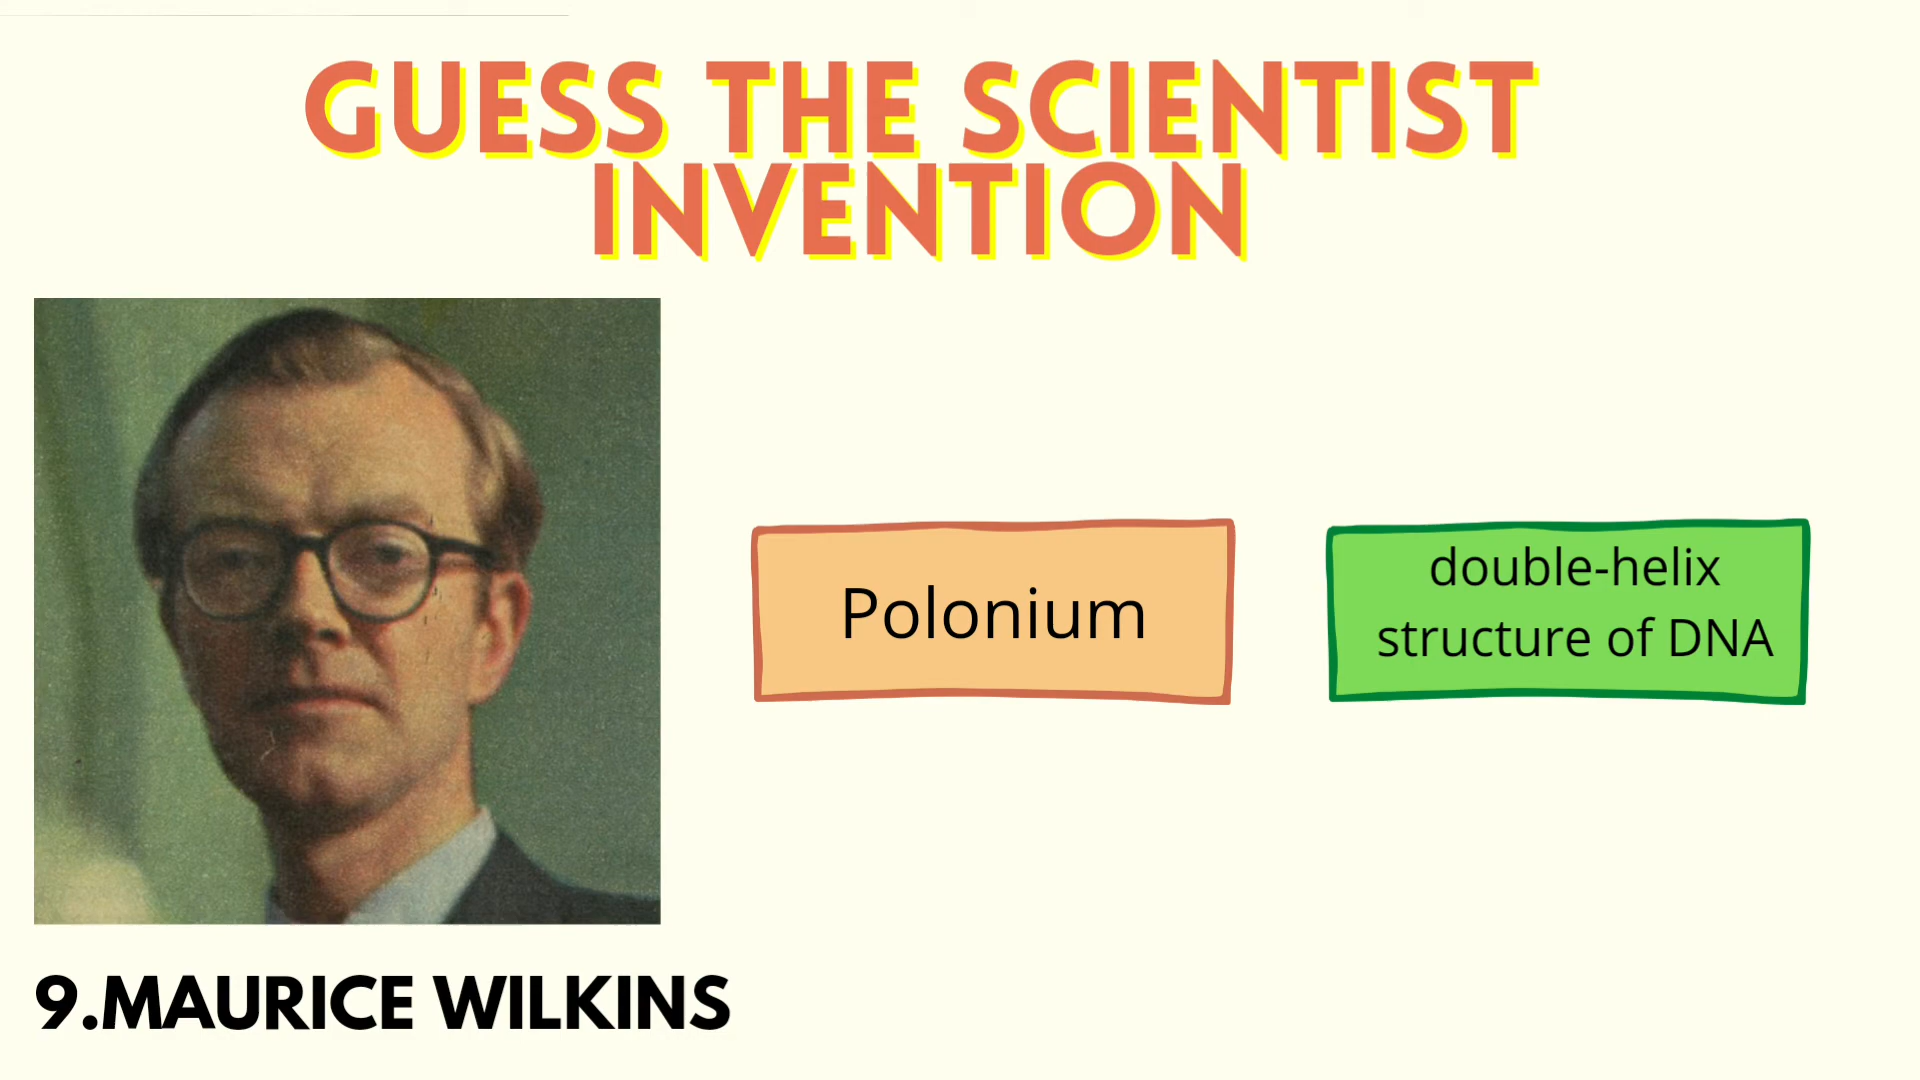 GUESS THE SCIENTIST
INVENTION
Polonium
double-helix
structure of DNA
9.MAURICE WILKINS